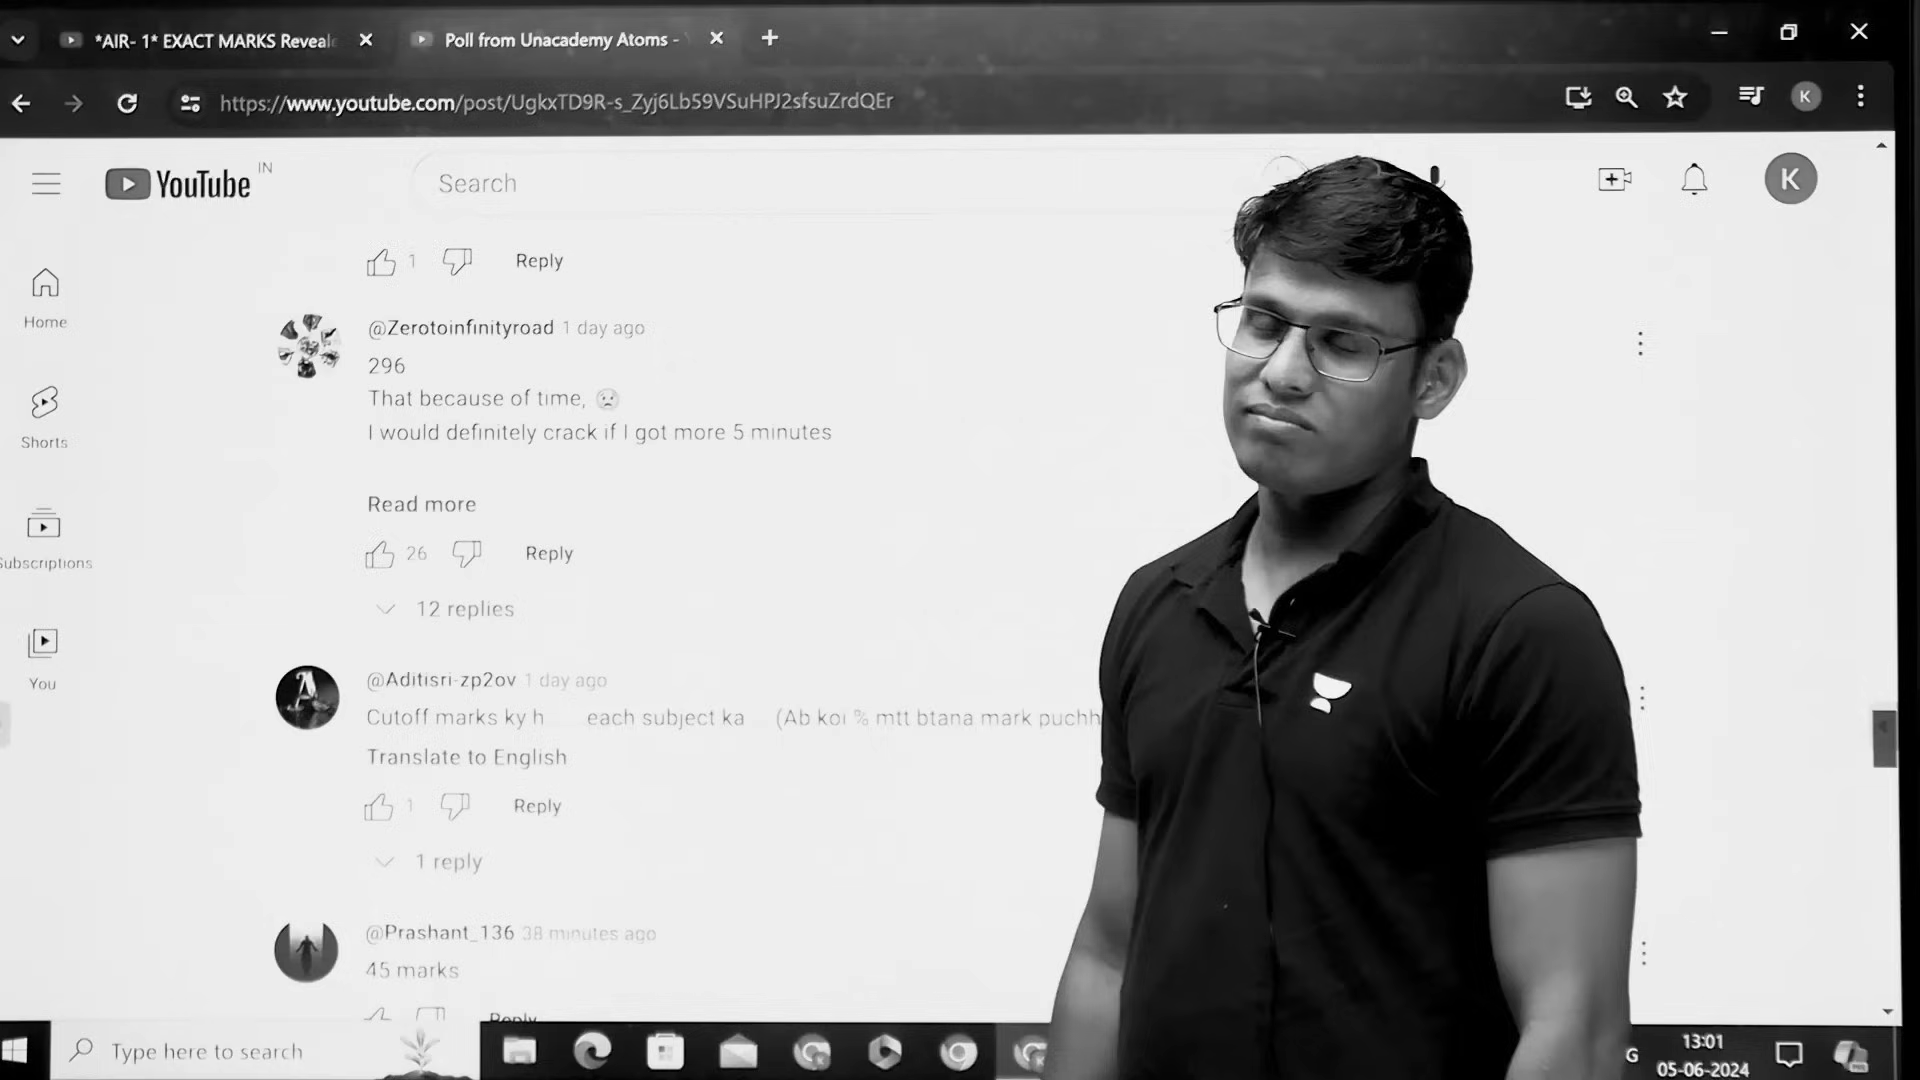 *AIR- 1* EXACT MARKS Reveal
Poll from Unacademy Atoms -
https://www.youtube.com/post/UgkxTD9R-s_Zyj6Lb59VSuHPJ2sfsuZrdQEr
K
YouTube IN
Search
K
Home
Shorts
Subscriptions
You
1 Reply
@Zerotoinfinityroad 1 day ago
296
That because of time,
I would definitely crack if I got more 5 minutes
Read more
26 Reply
12 replies
A
@Aditisri-zp2ov 1 day ago
Cutoff marks ky h each subject ka (Ab koi % mtt btana mark puchh
Translate to English
1 Reply
1 reply
@Prashant_136 38 minutes ago
45 marks
Reply
Type here to search
G
13:01
05-06-2024